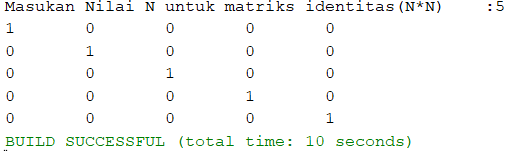 Masukan Nilai N untuk matriks identitas(N*N) :5
1 0 0 0 0
0 1 0 0 0
0 0 1 0 0
0 0 0 1 0
0 0 0 0 1
BUILD SUCCESSFUL (total time: 10 seconds)